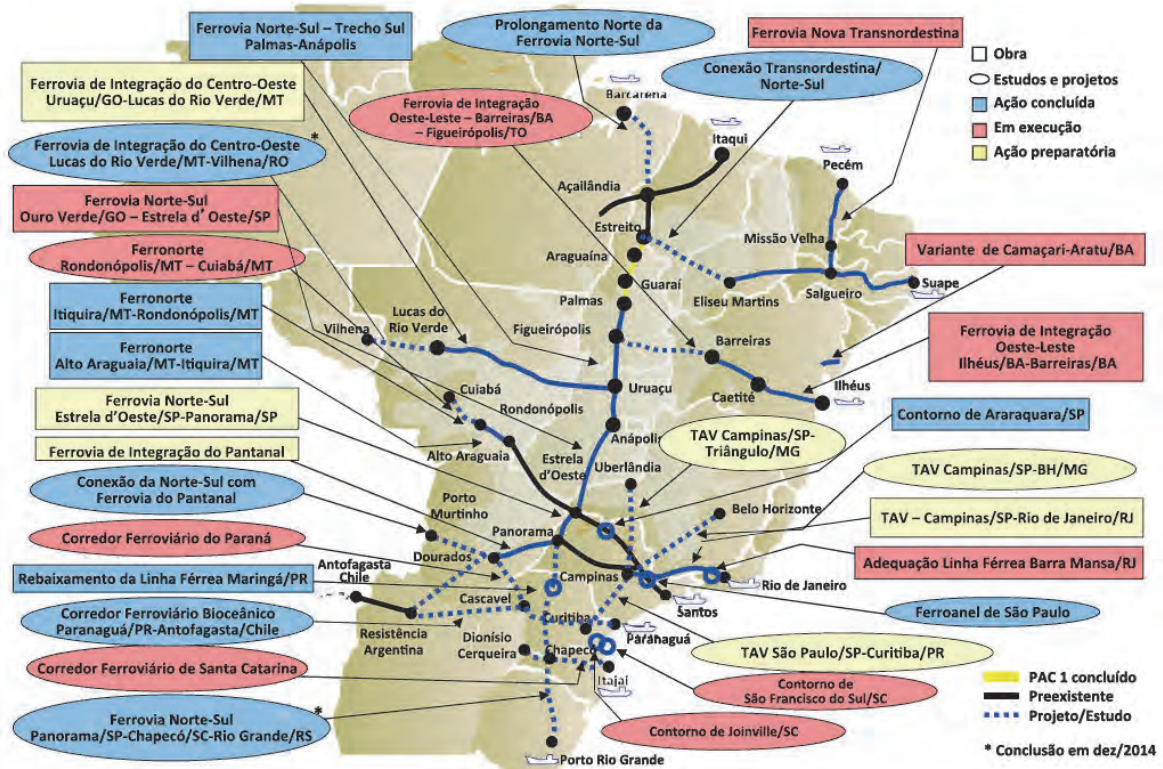 Ferrovia Norte-Sul – Trecho Sul
Palmas-Anápolis
Prolongamento Norte da
Ferrovia Norte-Sul
Ferrovia Nova Transnordestina
Obra
Estudos e projetos
Ação concluída
Em execução
Ação preparatória
Ferrovia de Integração do Centro-Oeste
Uruaçu/GO-Lucas do Rio Verde/MT
Conexão Transnordestina/
Norte-Sul
Ferrovia de Integração
Oeste-Leste – Barreiras/BA
– Figueirópolis/TO
*
Ferrovia de Integração do Centro-Oeste
Lucas do Rio Verde/MT-Vilhena/RO
Ferrovia Norte-Sul
Ouro Verde/GO – Estrela d' Oeste/SP
Ferronorte
Rondonópolis/MT – Cuiabá/MT
Ferronorte
Itiquira/MT-Rondonópolis/MT
Ferronorte
Alto Araguaia/MT-Itiquira/MT
Ferrovia Norte-Sul
Estrela d'Oeste/SP-Panorama/SP
Ferrovia de Integração do Pantanal
Conexão da Norte-Sul com
Ferrovia do Pantanal
Corredor Ferroviário do Paraná
Rebaixamento da Linha Férrea Maringá/PR
Corredor Ferroviário Bioceânico
Paranaguá/PR-Antofagasta/Chile
Corredor Ferroviário de Santa Catarina
Ferrovia Norte-Sul
Panorama/SP-Chapecó/SC-Rio Grande/RS
*
Barcarena
Itaqui
Açailândia
Estreito
Araguaína
Guaraí
Palmas
Figueirópolis
Pecém
Missão Velha
Eliseu Martins
Salgueiro
Suape
Vilhena
Lucas do
Rio Verde
Barreiras
Caetité
Ilhéus
Uruaçu
Cuiabá
Rondonópolis
Anápolis
Alto Araguaia
Estrela
d'Oeste
Uberlândia
Porto
Murtinho
Panorama
Belo Horizonte
Dourados
Antofagasta
Chile
Campinas
Rio de Janeiro
Santos
Cascavel
Curitiba
Paranaguá
Resistência
Argentina
Dionísio
Cerqueira
Chapecó
Itajaí
Porto Rio Grande
Variante de Camaçari-Aratu/BA
Ferrovia de Integração
Oeste-Leste
Ilhéus/BA-Barreiras/BA
Contorno de Araraquara/SP
TAV Campinas/SP-
Triângulo/MG
TAV Campinas/SP-BH/MG
TAV – Campinas/SP-Rio de Janeiro/RJ
Adequação Linha Férrea Barra Mansa/RJ
Ferroanel de São Paulo
TAV São Paulo/SP-Curitiba/PR
Contorno de
São Francisco do Sul/SC
Contorno de Joinville/SC
PAC 1 concluído
Preexistente
Projeto/Estudo
* Conclusão em dez/2014